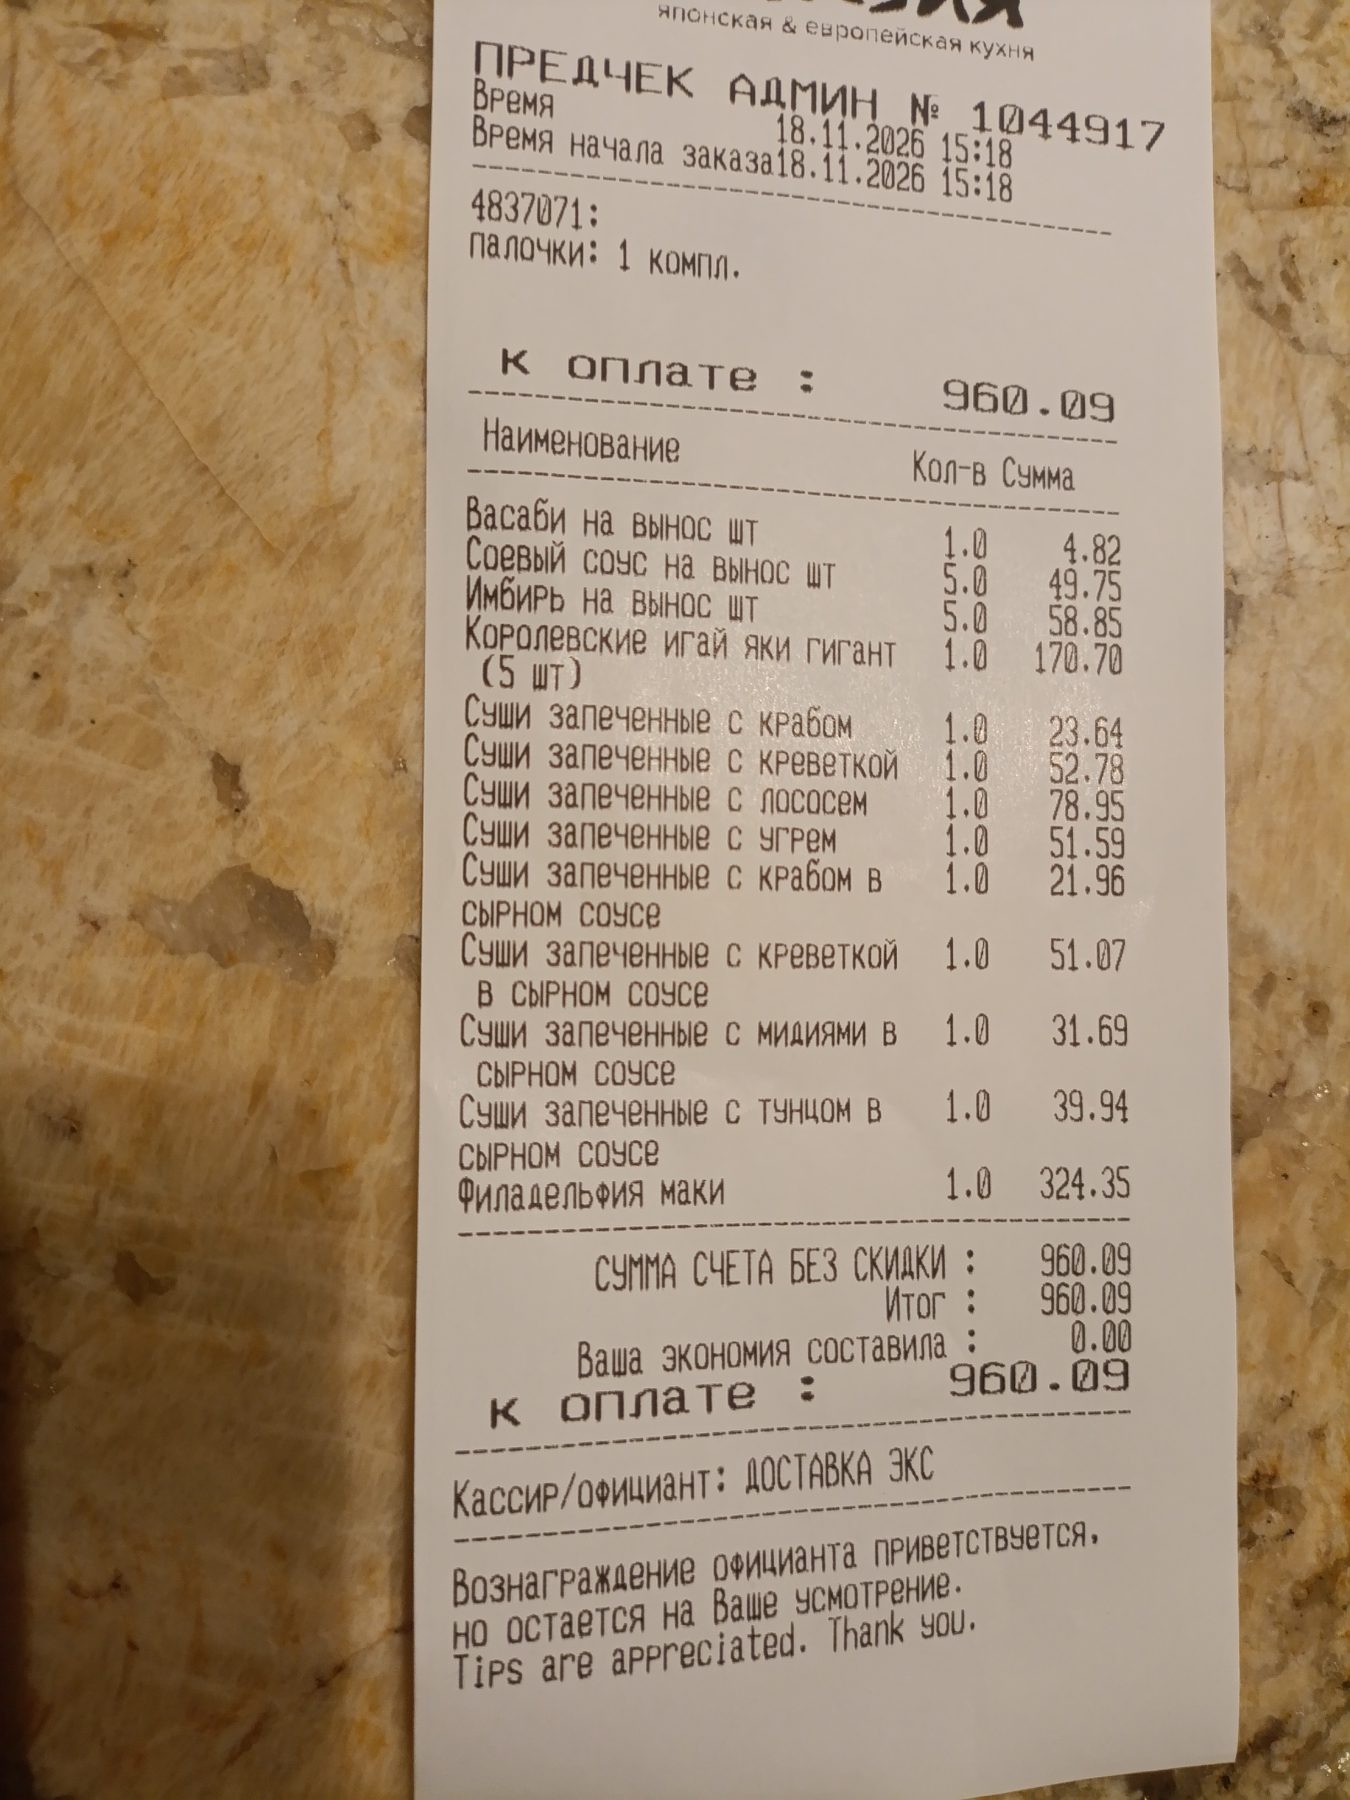 японская & европейская кухня
ПРЕДЧЕК АДМИН № 1044917
Время 18.11.2026 15:18
Время начала заказа18.11.2026 15:18
4837071:
палочки: 1 компл.
К оплате : 960.09
Наименование Кол-в Сумма
Васаби на вынос шт 1.0 4.82
Соевый соус на вынос шт 5.0 49.75
Имбирь на вынос шт 5.0 58.85
Королевские игай яки гигант 1.0 170.70
(5 шт)
Суши запеченные с крабом 1.0 23.64
Суши запеченные с креветкой 1.0 52.78
Суши запеченные с лососем 1.0 78.95
Суши запеченные с угрем 1.0 51.59
Суши запеченные с крабом в 1.0 21.96
сырном соусе
Суши запеченные с креветкой 1.0 51.07
в сырном соусе
Суши запеченные с мидиями в 1.0 31.69
сырном соусе
Суши запеченные с тунцом в 1.0 39.94
сырном соусе
Филадельфия маки 1.0 324.35
СУММА СЧЕТА БЕЗ СКИДКИ : 960.09
Итог : 960.09
Ваша экономия составила : 0.00
К оплате : 960.09
Кассир/официант: ДОСТАВКА ЭКС
Вознаграждение официанта приветствуется,
но остается на Ваше усмотрение.
Tips are appreciated. Thank you.